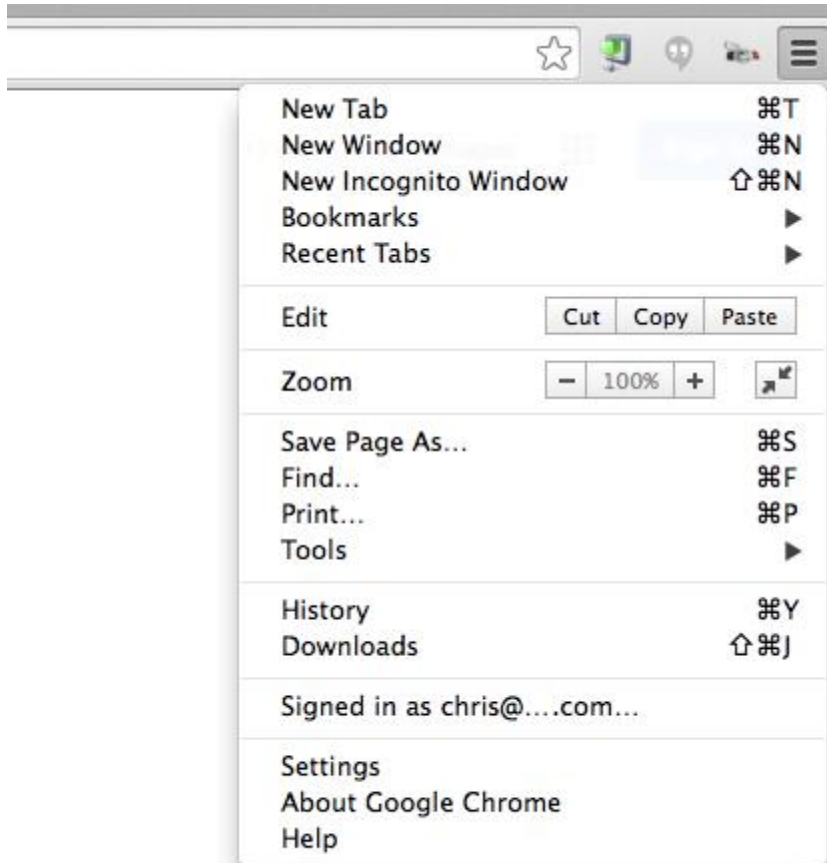 New Tab ⌘T
New Window ⌘N
New Incognito Window ⇧⌘N
Bookmarks ▶
Recent Tabs ▶
Edit Cut Copy Paste
Zoom − 100% +
Save Page As... ⌘S
Find... ⌘F
Print... ⌘P
Tools ▶
History ⌘Y
Downloads ⇧⌘J
Signed in as chris@....com...
Settings
About Google Chrome
Help